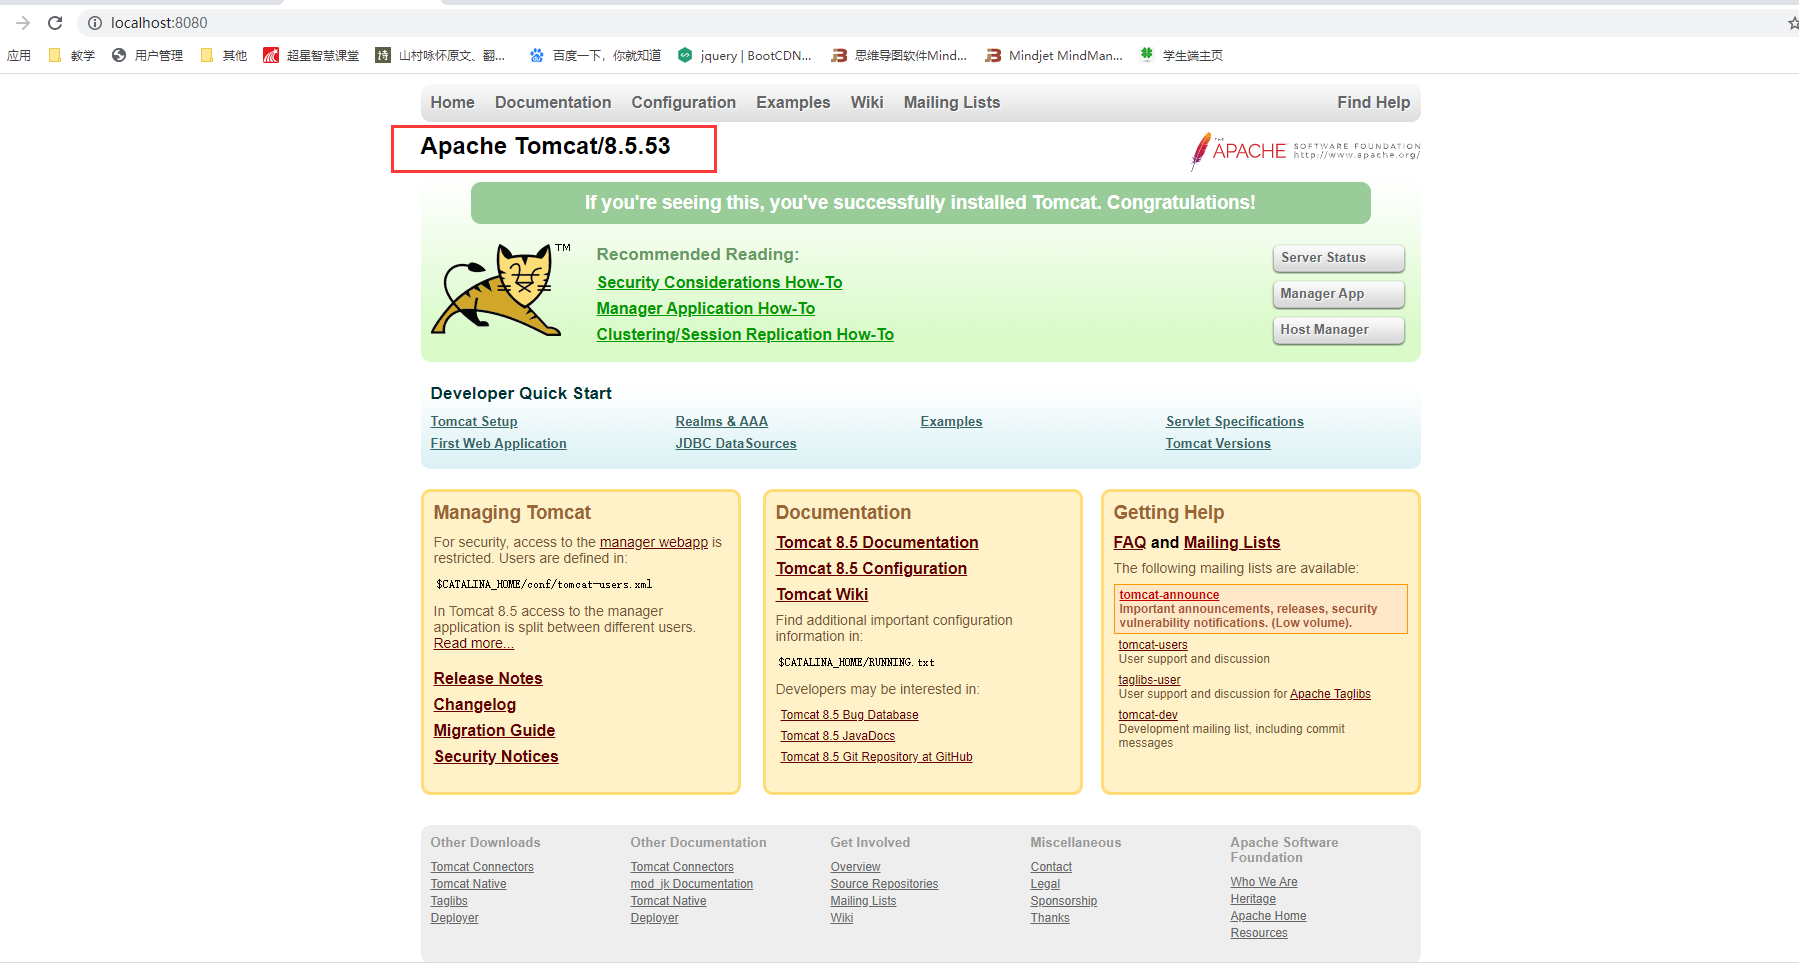 localhost:8080
应用 教学 用户管理 其他 超星智慧课堂 山村咏怀原文、翻... 百度一下，你就知道 jquery | BootCDN... 思维导图软件Mind... Mindjet MindMan... 学生端主页
Home Documentation Configuration Examples Wiki Mailing Lists Find Help
Apache Tomcat/8.5.53
THE APACHE SOFTWARE FOUNDATION
http://www.apache.org/
If you're seeing this, you've successfully installed Tomcat. Congratulations!
TM
Recommended Reading:
Security Considerations How-To
Manager Application How-To
Clustering/Session Replication How-To
Server Status
Manager App
Host Manager
Developer Quick Start
Tomcat Setup
First Web Application
Realms & AAA
JDBC DataSources
Examples
Servlet Specifications
Tomcat Versions
Managing Tomcat
For security, access to the manager webapp is
restricted. Users are defined in:
$CATALINA_HOME/conf/tomcat-users.xml
In Tomcat 8.5 access to the manager
application is split between different users.
Read more...
Release Notes
Changelog
Migration Guide
Security Notices
Documentation
Tomcat 8.5 Documentation
Tomcat 8.5 Configuration
Tomcat Wiki
Find additional important configuration
information in:
$CATALINA_HOME/RUNNING.txt
Developers may be interested in:
Tomcat 8.5 Bug Database
Tomcat 8.5 JavaDocs
Tomcat 8.5 Git Repository at GitHub
Getting Help
FAQ and Mailing Lists
The following mailing lists are available:
tomcat-announce
Important announcements, releases, security
vulnerability notifications. (Low volume).
tomcat-users
User support and discussion
taglibs-user
User support and discussion for Apache Taglibs
tomcat-dev
Development mailing list, including commit
messages
Other Downloads
Tomcat Connectors
Tomcat Native
Taglibs
Deployer
Other Documentation
Tomcat Connectors
mod_jk Documentation
Tomcat Native
Deployer
Get Involved
Overview
Source Repositories
Mailing Lists
Wiki
Miscellaneous
Contact
Legal
Sponsorship
Thanks
Apache Software
Foundation
Who We Are
Heritage
Apache Home
Resources